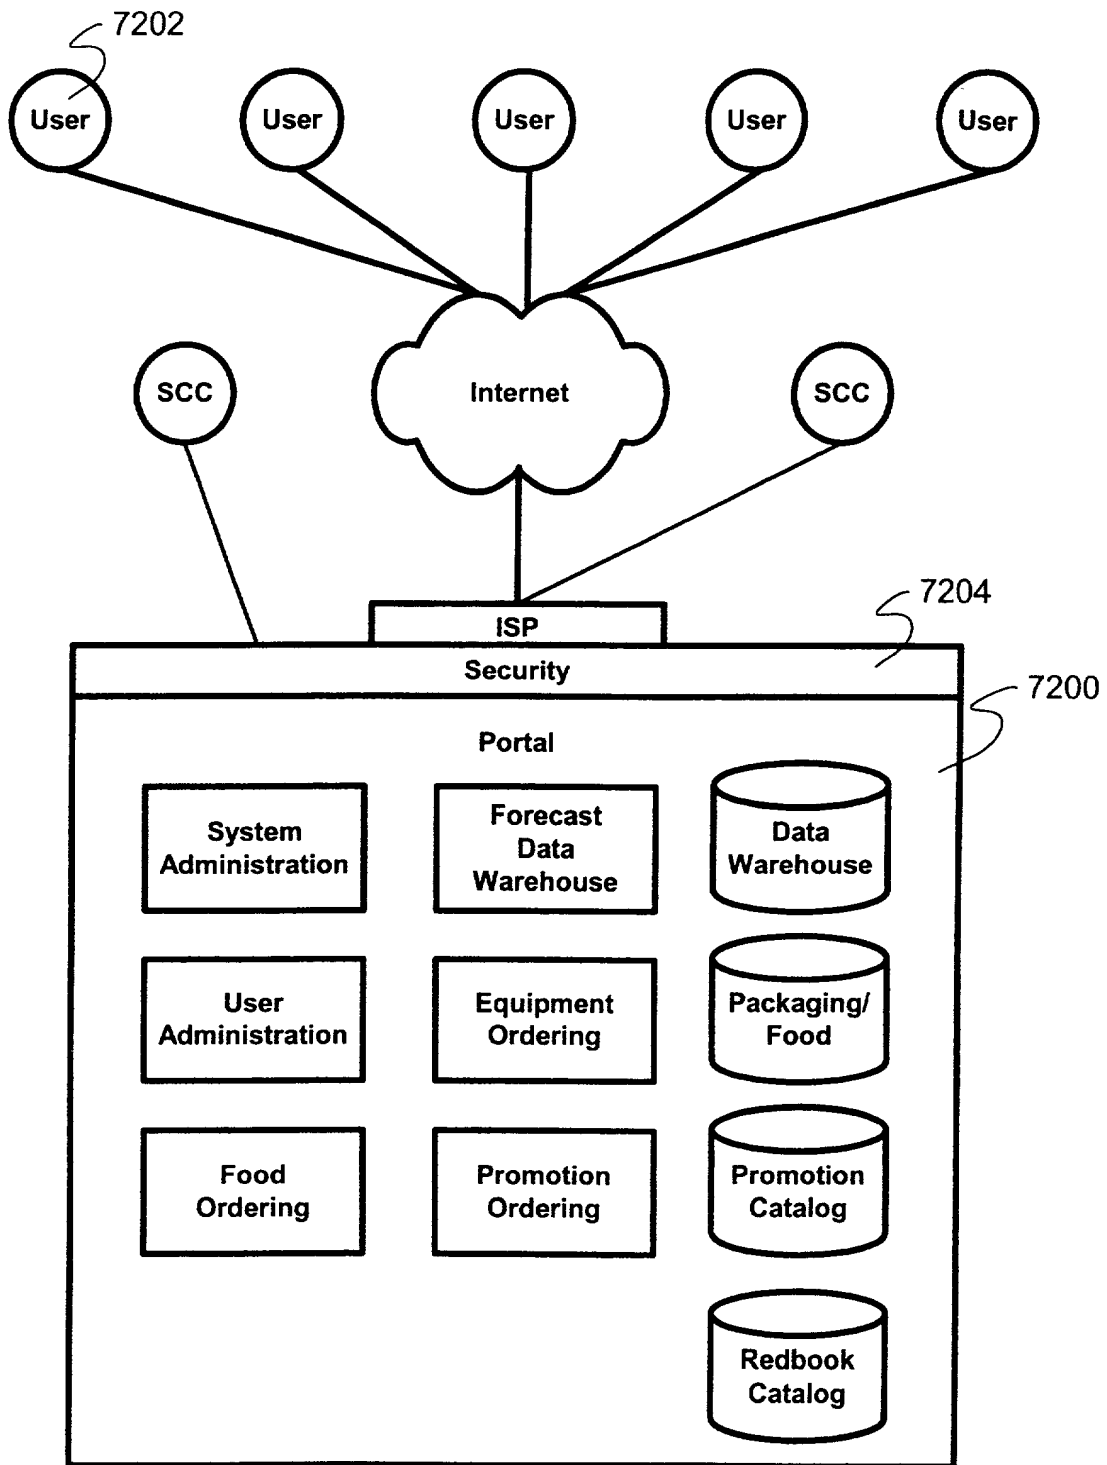 7202
User
User
User
User
User
SCC
Internet
SCC
7204
ISP
Security
7200
Portal
System
Administration
Forecast
Data
Warehouse
Data
Warehouse
User
Administration
Equipment
Ordering
Packaging/
Food
Food
Ordering
Promotion
Ordering
Promotion
Catalog
Redbook
Catalog